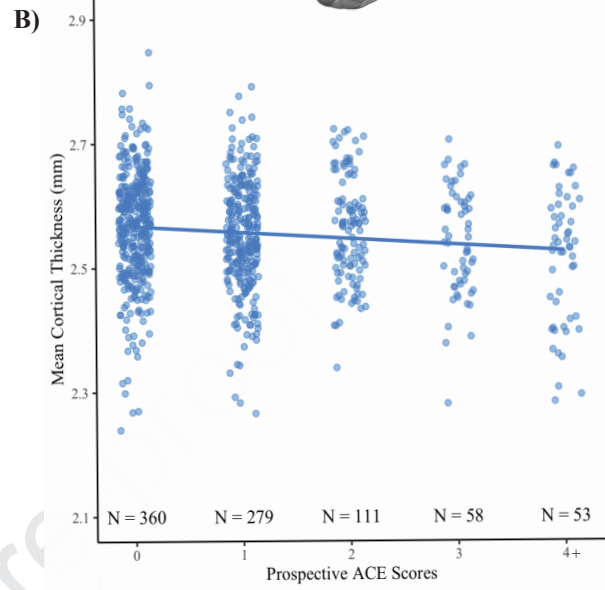 B)
Mean Cortical Thickness (mm)
2.9
2.7
2.5
2.3
2.1
N = 360 N = 279 N = 111 N = 58 N = 53
0 1 2 3 4+
Prospective ACE Scores